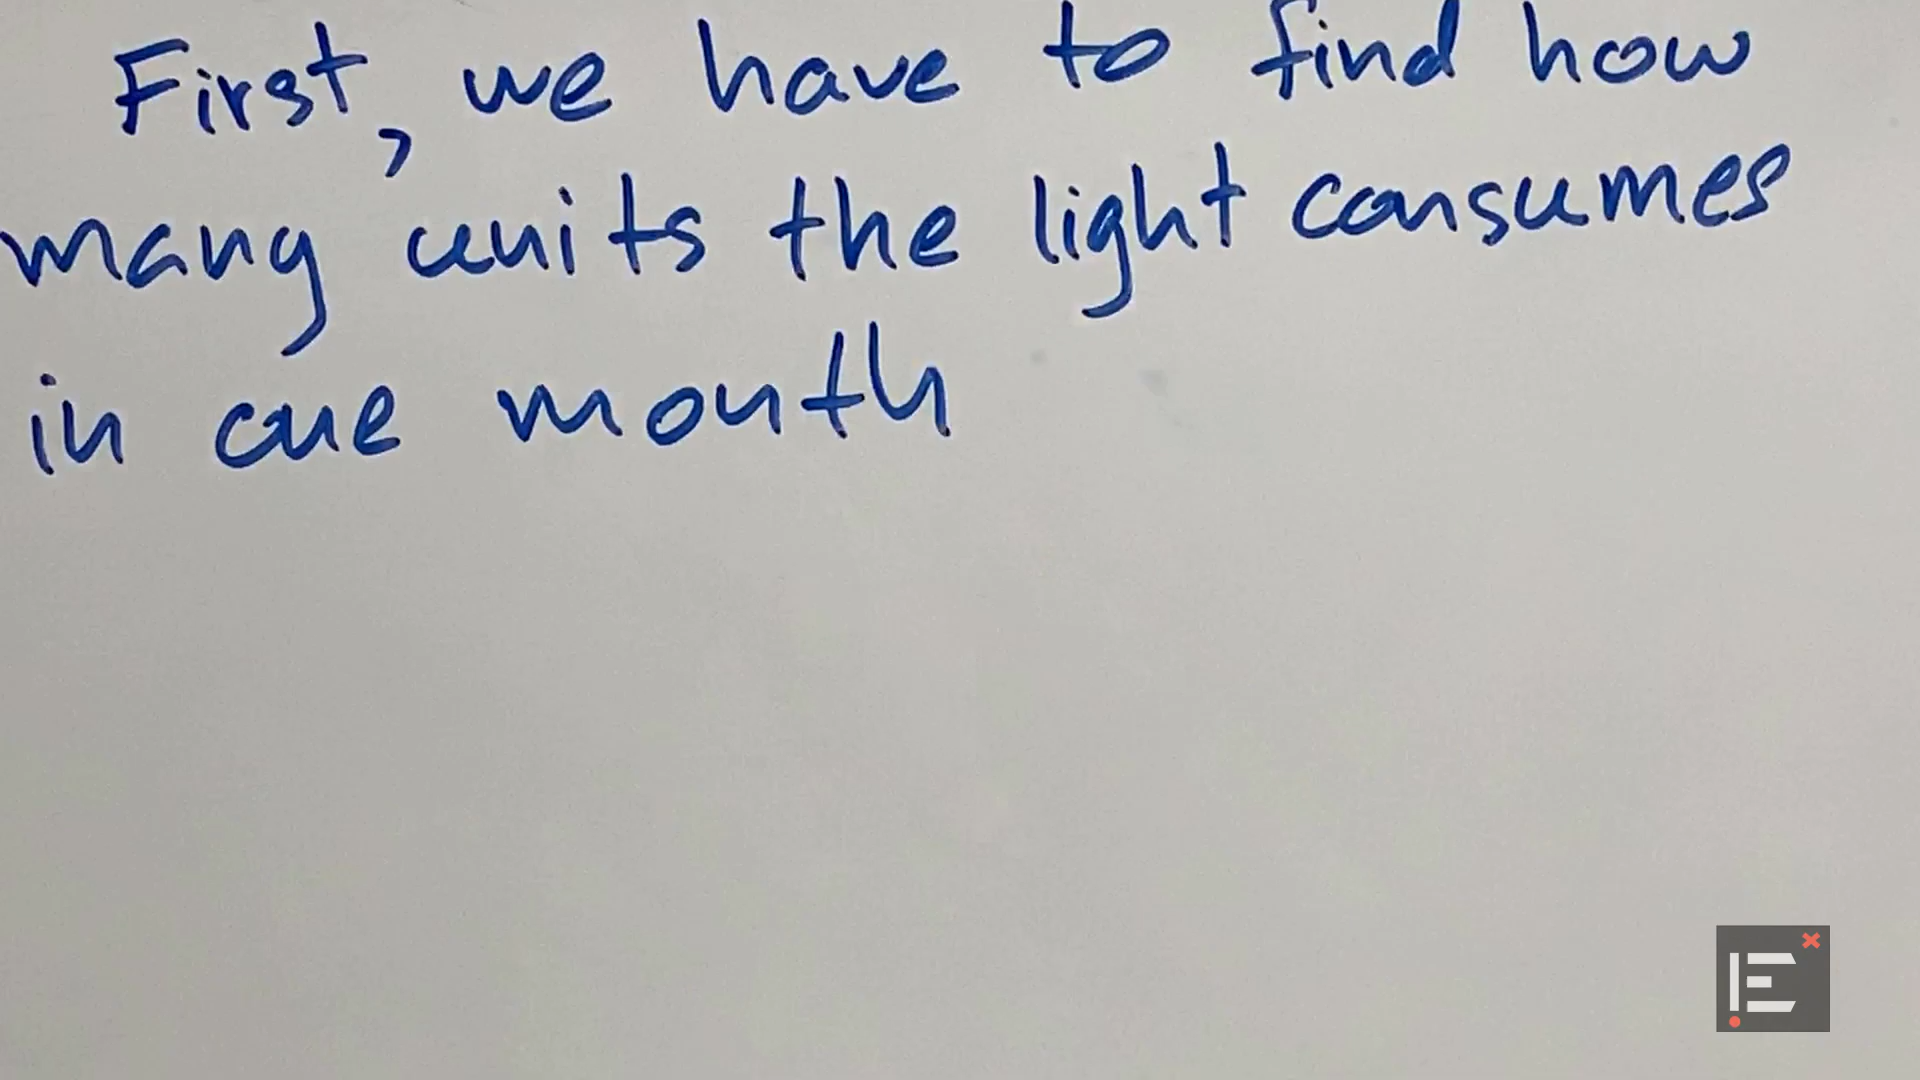 First, we have to find how
many units the light consumes
in one month